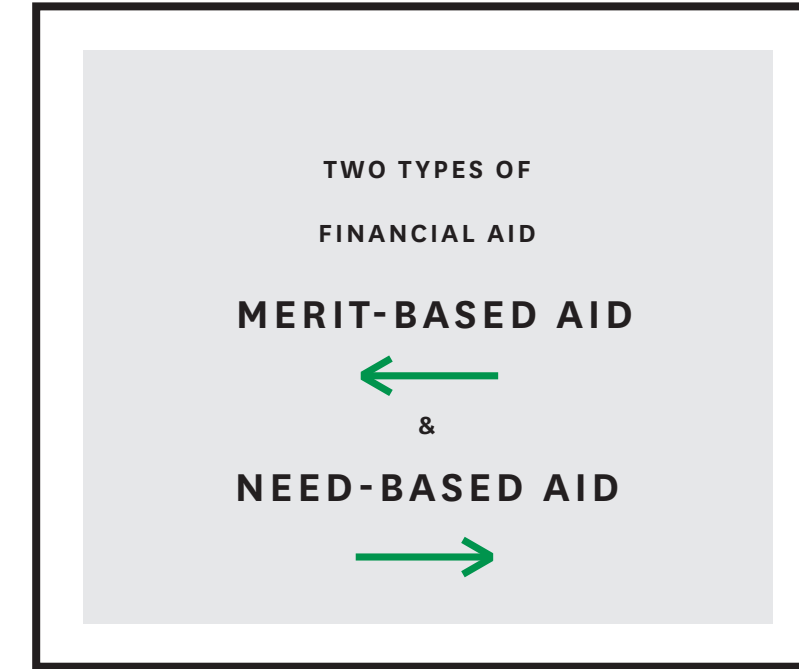 TWO TYPES OF
FINANCIAL AID
MERIT-BASED AID
&
NEED-BASED AID